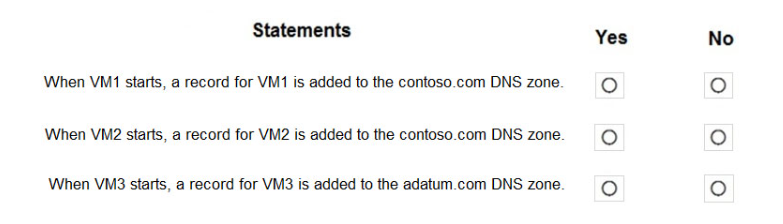 Statements Yes No
When VM1 starts, a record for VM1 is added to the contoso.com DNS zone.
When VM2 starts, a record for VM2 is added to the contoso.com DNS zone.
When VM3 starts, a record for VM3 is added to the adatum.com DNS zone.